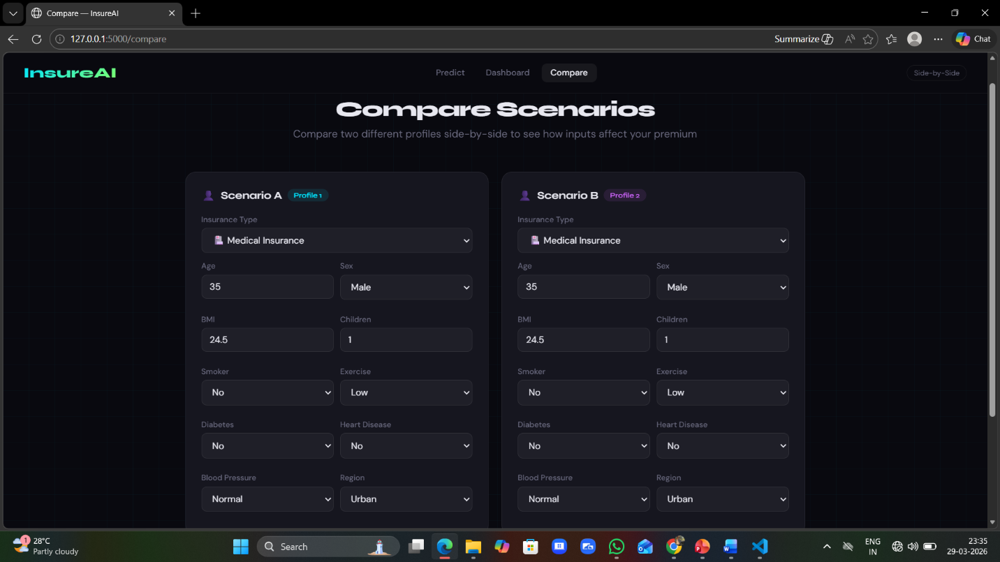 Compare — InsureAI
127.0.0.1:5000/compare
Summarize
Chat
InsureAI
Predict
Dashboard
Compare
Side-by-Side
Compare Scenarios
Compare two different profiles side-by-side to see how inputs affect your premium
Scenario A Profile 1
Insurance Type
Medical Insurance
Age Sex
35 Male
BMI Children
24.5 1
Smoker Exercise
No Low
Diabetes Heart Disease
No No
Blood Pressure Region
Normal Urban
Scenario B Profile 2
Insurance Type
Medical Insurance
Age Sex
35 Male
BMI Children
24.5 1
Smoker Exercise
No Low
Diabetes Heart Disease
No No
Blood Pressure Region
Normal Urban
1
28°C
Partly cloudy
Search
ENG
IN
23:35
29-03-2026